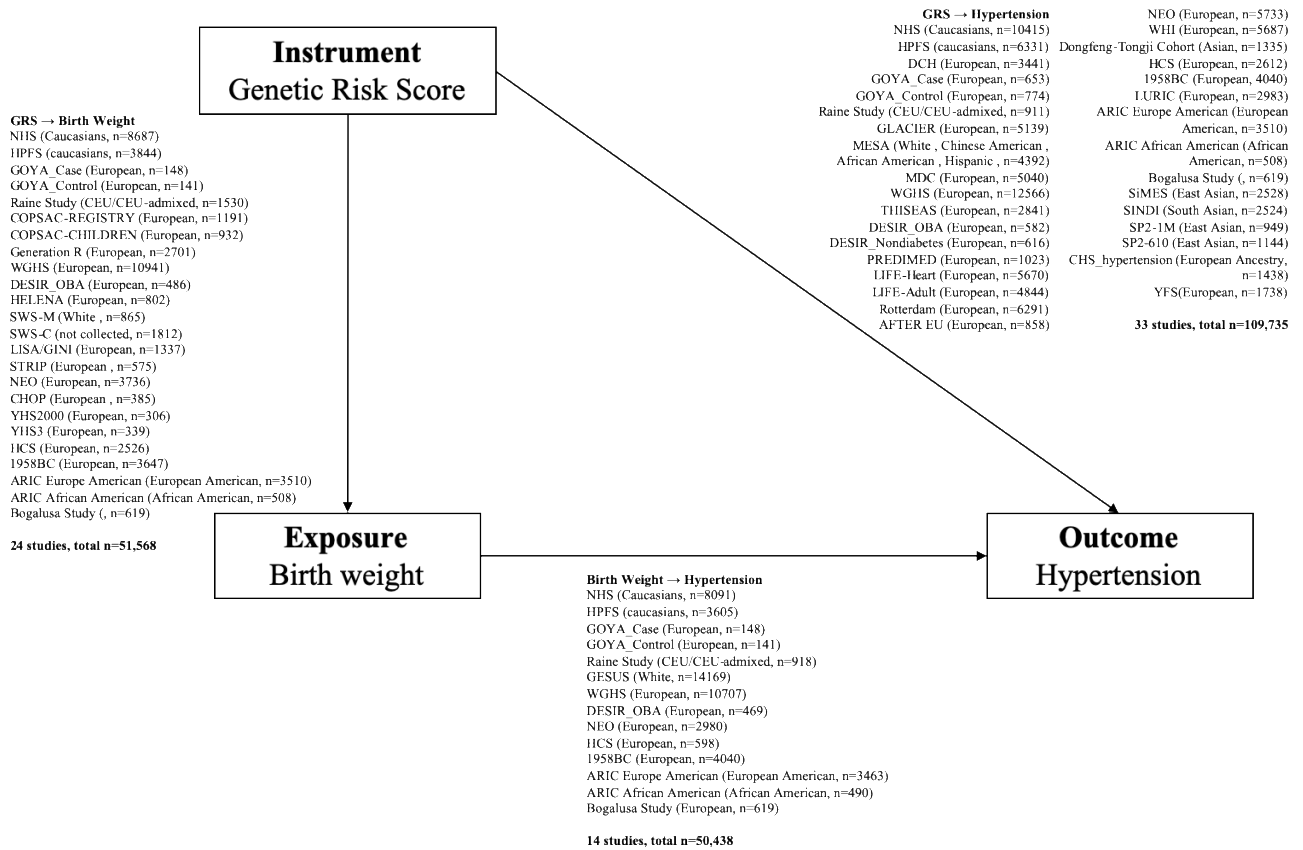 Instrument
Genetic Risk Score
GRS → Birth Weight
NHS (Caucasians, n=8687)
HPFS (caucasians, n=3844)
GOYA_Case (European, n=148)
GOYA_Control (European, n=141)
Raine Study (CEU/CEU-admixed, n=1530)
COPSAC-REGISTRY (European, n=1191)
COPSAC-CHILDREN (European, n=932)
Generation R (European, n=2701)
WGHS (European, n=10941)
DESIR_OBA (European, n=486)
HELENA (European, n=802)
SWS-M (White , n=865)
SWS-C (not collected, n=1812)
LISA/GINI (European, n=1337)
STRIP (European , n=575)
NEO (European, n=3736)
CHOP (European , n=385)
YHS2000 (European, n=306)
YHS3 (European, n=339)
HCS (European, n=2526)
1958BC (European, n=3647)
ARIC Europe American (European American, n=3510)
ARIC African American (African American, n=508)
Bogalusa Study (, n=619)
24 studies, total n=51,568
GRS → Hypertension
NHS (Caucasians, n=10415)
HPFS (caucasians, n=6331)
DCH (European, n=3441)
GOYA_Case (European, n=653)
GOYA_Control (European, n=774)
Raine Study (CEU/CEU-admixed, n=911)
GLACIER (European, n=5139)
MESA (White , Chinese American ,
African American , Hispanic , n=4392)
MDC (European, n=5040)
WGHS (European, n=12566)
THISEAS (European, n=2841)
DESIR_OBA (European, n=582)
DESIR_Nondiabetes (European, n=616)
PREDIMED (European, n=1023)
LIFE-Heart (European, n=5670)
LIFE-Adult (European, n=4844)
Rotterdam (European, n=6291)
AFTER EU (European, n=858)
NEO (European, n=5733)
WHI (European, n=5687)
Dongfeng-Tongji Cohort (Asian, n=1335)
HCS (European, n=2612)
1958BC (European, 4040)
LURIC (European, n=2983)
ARIC Europe American (European
American, n=3510)
ARIC African American (African
American, n=508)
Bogalusa Study (, n=619)
SiMES (East Asian, n=2528)
SINDI (South Asian, n=2524)
SP2-1M (East Asian, n=949)
SP2-610 (East Asian, n=1144)
CHS_hypertension (European Ancestry,
n=1438)
YFS(European, n=1738)
33 studies, total n=109,735
Exposure
Birth weight
Outcome
Hypertension
Birth Weight → Hypertension
NHS (Caucasians, n=8091)
HPFS (caucasians, n=3605)
GOYA_Case (European, n=148)
GOYA_Control (European, n=141)
Raine Study (CEU/CEU-admixed, n=918)
GESUS (White, n=14169)
WGHS (European, n=10707)
DESIR_OBA (European, n=469)
NEO (European, n=2980)
HCS (European, n=598)
1958BC (European, n=4040)
ARIC Europe American (European American, n=3463)
ARIC African American (African American, n=490)
Bogalusa Study (European, n=619)
14 studies, total n=50,438